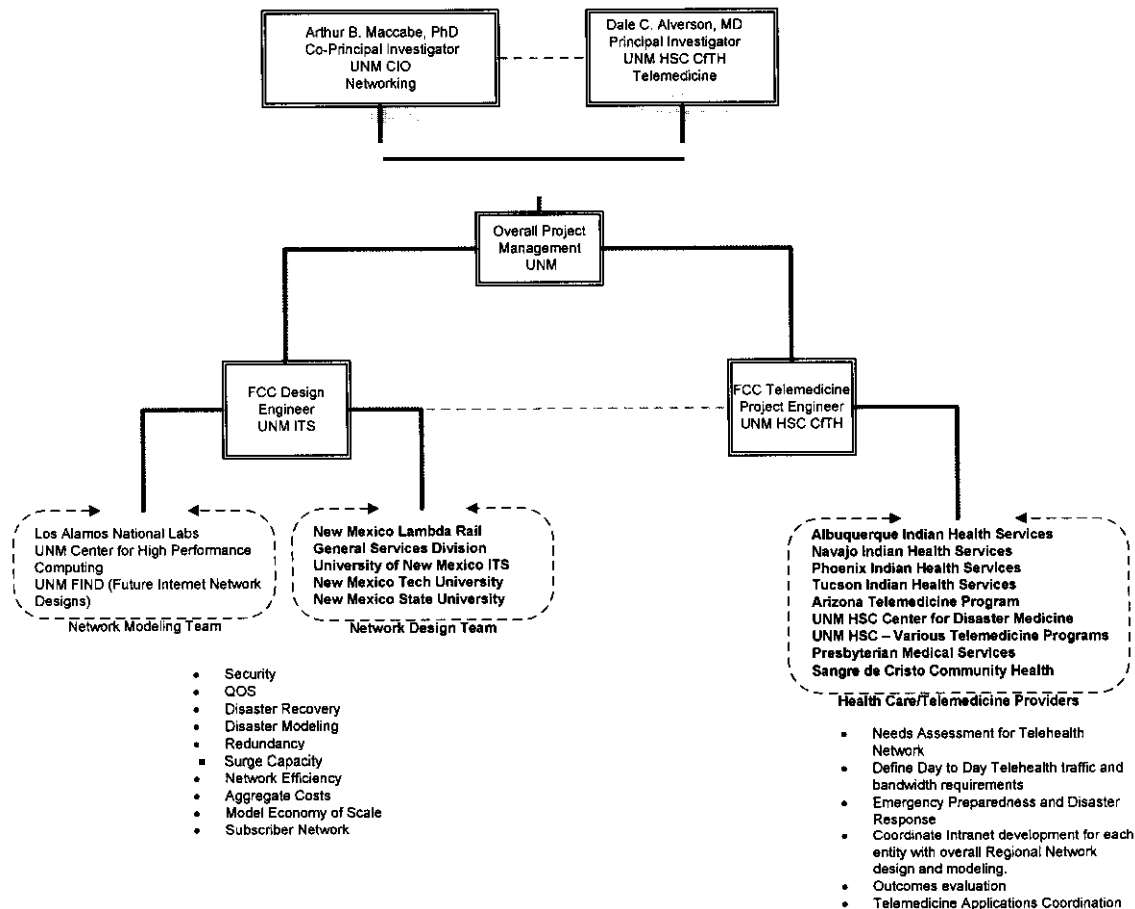 Arthur B. Maccabe, PhD
Co-Principal Investigator
UNM CIO
Networking
Dale C. Alverson, MD
Principal Investigator
UNM HSC CfTH
Telemedicine
Overall Project
Management
UNM
FCC Design
Engineer
UNM ITS
FCC Telemedicine
Project Engineer
UNM HSC CfTH
Los Alamos National Labs
UNM Center for High Performance
Computing
UNM FIND (Future Internet Network
Designs)
Network Modeling Team
New Mexico Lambda Rail
General Services Division
University of New Mexico ITS
New Mexico Tech University
New Mexico State University
Network Design Team
Albuquerque Indian Health Services
Navajo Indian Health Services
Phoenix Indian Health Services
Tucson Indian Health Services
Arizona Telemedicine Program
UNM HSC Center for Disaster Medicine
UNM HSC – Various Telemedicine Programs
Presbyterian Medical Services
Sangre de Cristo Community Health
Health Care/Telemedicine Providers
• Security
• QOS
• Disaster Recovery
• Disaster Modeling
• Redundancy
▪ Surge Capacity
• Network Efficiency
• Aggregate Costs
• Model Economy of Scale
• Subscriber Network
• Needs Assessment for Telehealth
Network
• Define Day to Day Telehealth traffic and
bandwidth requirements
• Emergency Preparedness and Disaster
Response
• Coordinate Intranet development for each
entity with overall Regional Network
design and modeling.
• Outcomes evaluation
• Telemedicine Applications Coordination